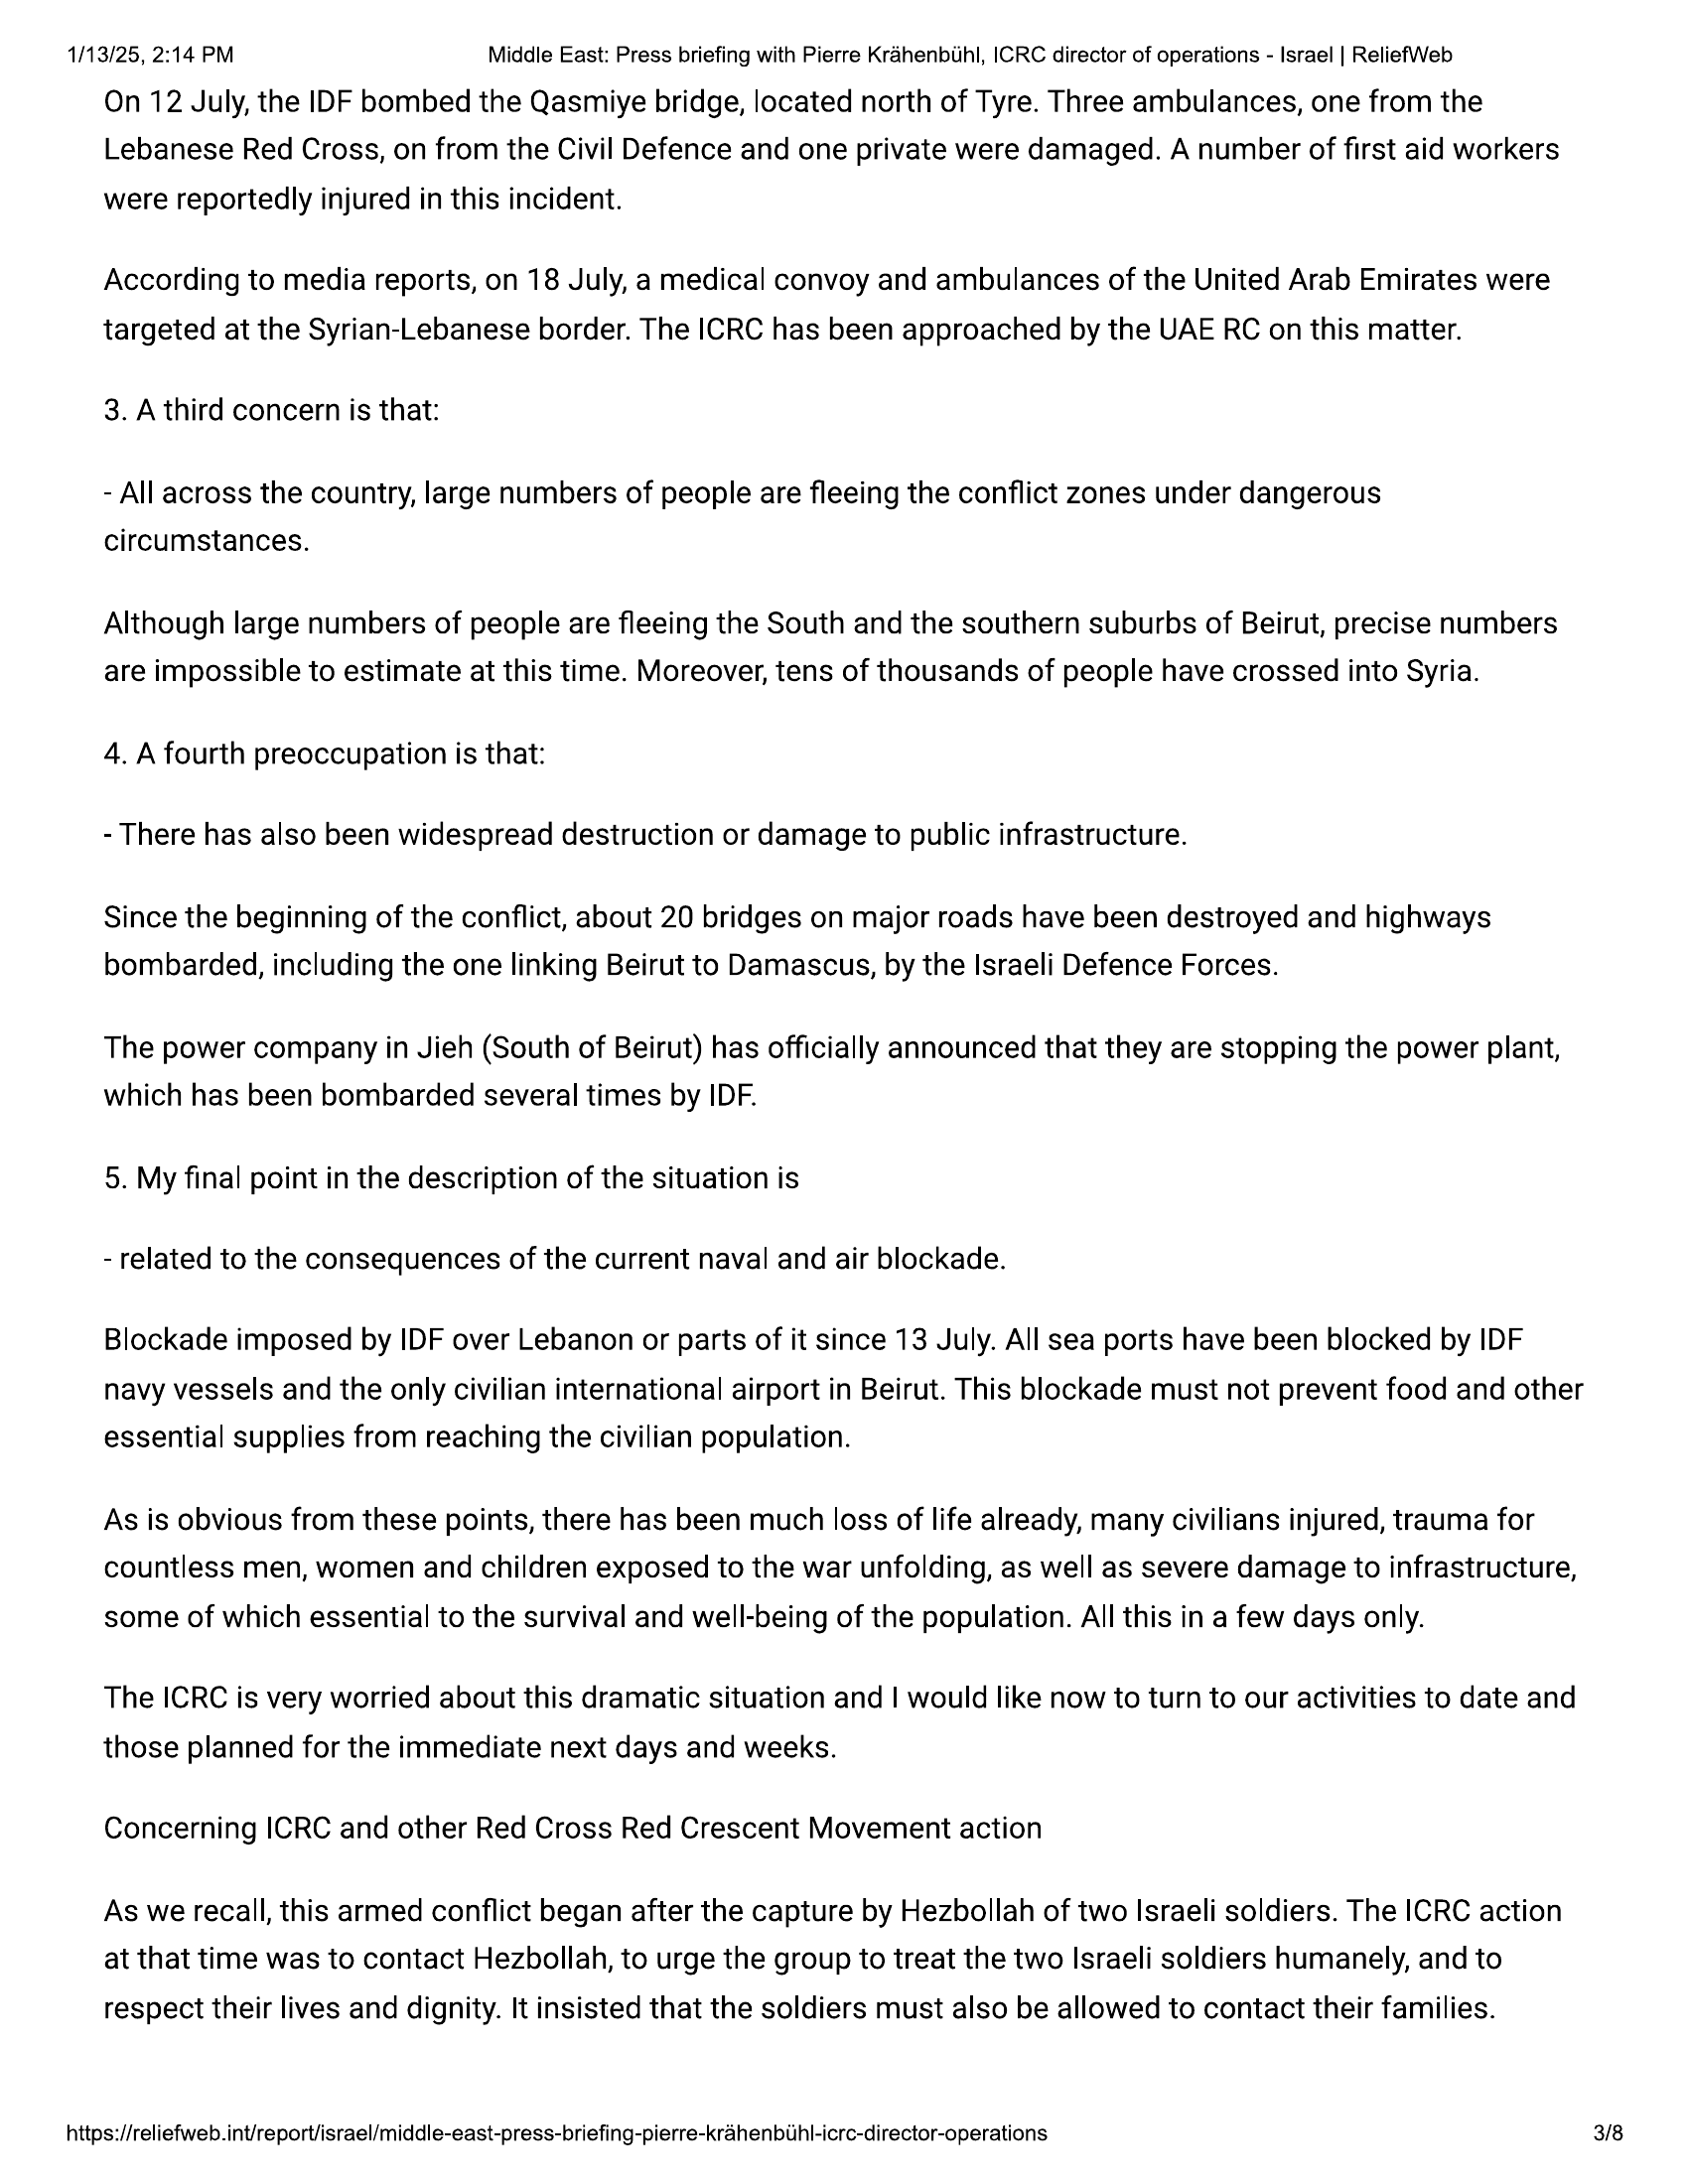 1/13/25, 2:14 PM Middle East: Press briefing with Pierre Krähenbühl, ICRC director of operations - Israel | ReliefWeb
On 12 July, the IDF bombed the Qasmiye bridge, located north of Tyre. Three ambulances, one from the
Lebanese Red Cross, on from the Civil Defence and one private were damaged. A number of first aid workers
were reportedly injured in this incident.
According to media reports, on 18 July, a medical convoy and ambulances of the United Arab Emirates were
targeted at the Syrian-Lebanese border. The ICRC has been approached by the UAE RC on this matter.
3. A third concern is that:
- All across the country, large numbers of people are fleeing the conflict zones under dangerous
circumstances.
Although large numbers of people are fleeing the South and the southern suburbs of Beirut, precise numbers
are impossible to estimate at this time. Moreover, tens of thousands of people have crossed into Syria.
4. A fourth preoccupation is that:
- There has also been widespread destruction or damage to public infrastructure.
Since the beginning of the conflict, about 20 bridges on major roads have been destroyed and highways
bombarded, including the one linking Beirut to Damascus, by the Israeli Defence Forces.
The power company in Jieh (South of Beirut) has officially announced that they are stopping the power plant,
which has been bombarded several times by IDF.
5. My final point in the description of the situation is
- related to the consequences of the current naval and air blockade.
Blockade imposed by IDF over Lebanon or parts of it since 13 July. All sea ports have been blocked by IDF
navy vessels and the only civilian international airport in Beirut. This blockade must not prevent food and other
essential supplies from reaching the civilian population.
As is obvious from these points, there has been much loss of life already, many civilians injured, trauma for
countless men, women and children exposed to the war unfolding, as well as severe damage to infrastructure,
some of which essential to the survival and well-being of the population. All this in a few days only.
The ICRC is very worried about this dramatic situation and I would like now to turn to our activities to date and
those planned for the immediate next days and weeks.
Concerning ICRC and other Red Cross Red Crescent Movement action
As we recall, this armed conflict began after the capture by Hezbollah of two Israeli soldiers. The ICRC action
at that time was to contact Hezbollah, to urge the group to treat the two Israeli soldiers humanely, and to
respect their lives and dignity. It insisted that the soldiers must also be allowed to contact their families.
https://reliefweb.int/report/israel/middle-east-press-briefing-pierre-krähenbühl-icrc-director-operations 3/8